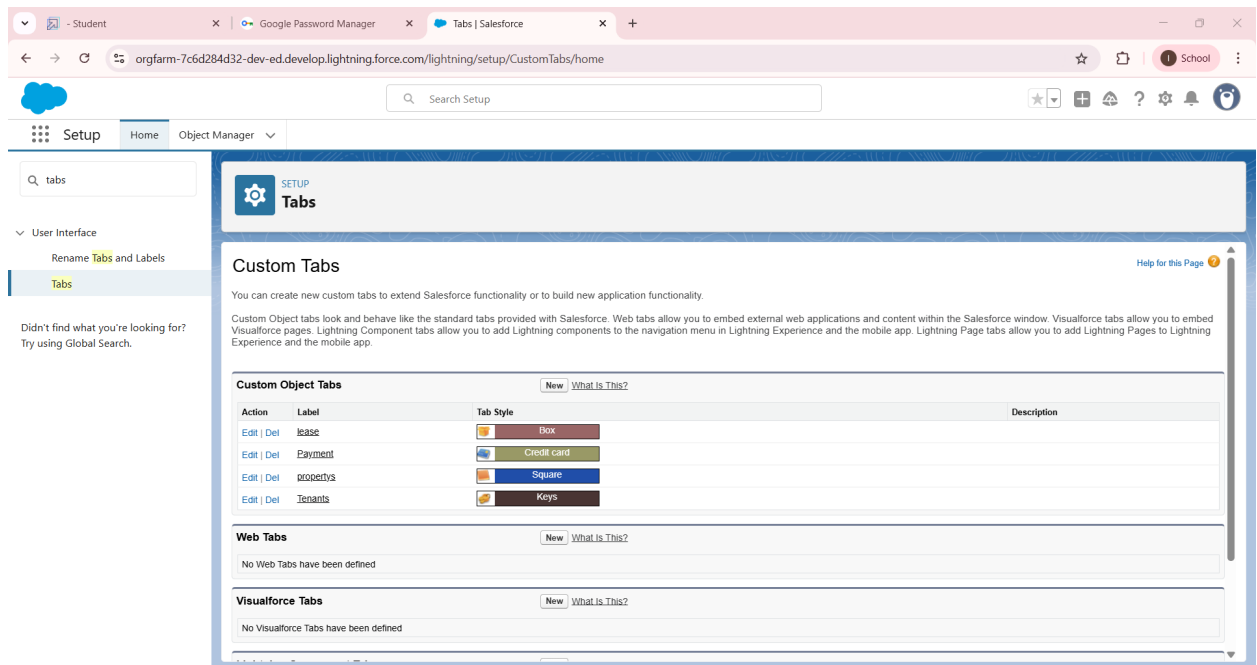 - Student
Google Password Manager
Tabs | Salesforce
orgfarm-7c6d284d32-dev-ed.develop.lightning.force.com/lightning/setup/CustomTabs/home
I School
Search Setup
Setup Home Object Manager
tabs
User Interface
Rename Tabs and Labels
Tabs
Didn't find what you're looking for?
Try using Global Search.
SETUP
Tabs
Custom Tabs
Help for this Page ?
You can create new custom tabs to extend Salesforce functionality or to build new application functionality.
Custom Object tabs look and behave like the standard tabs provided with Salesforce. Web tabs allow you to embed external web applications and content within the Salesforce window. Visualforce tabs allow you to embed
Visualforce pages. Lightning Component tabs allow you to add Lightning components to the navigation menu in Lightning Experience and the mobile app. Lightning Page tabs allow you to add Lightning Pages to Lightning
Experience and the mobile app.
Custom Object Tabs New What Is This?
Action Label Tab Style Description
Edit | Del lease Box
Edit | Del Payment Credit card
Edit | Del propertys Square
Edit | Del Tenants Keys
Web Tabs New What Is This?
No Web Tabs have been defined
Visualforce Tabs New What Is This?
No Visualforce Tabs have been defined